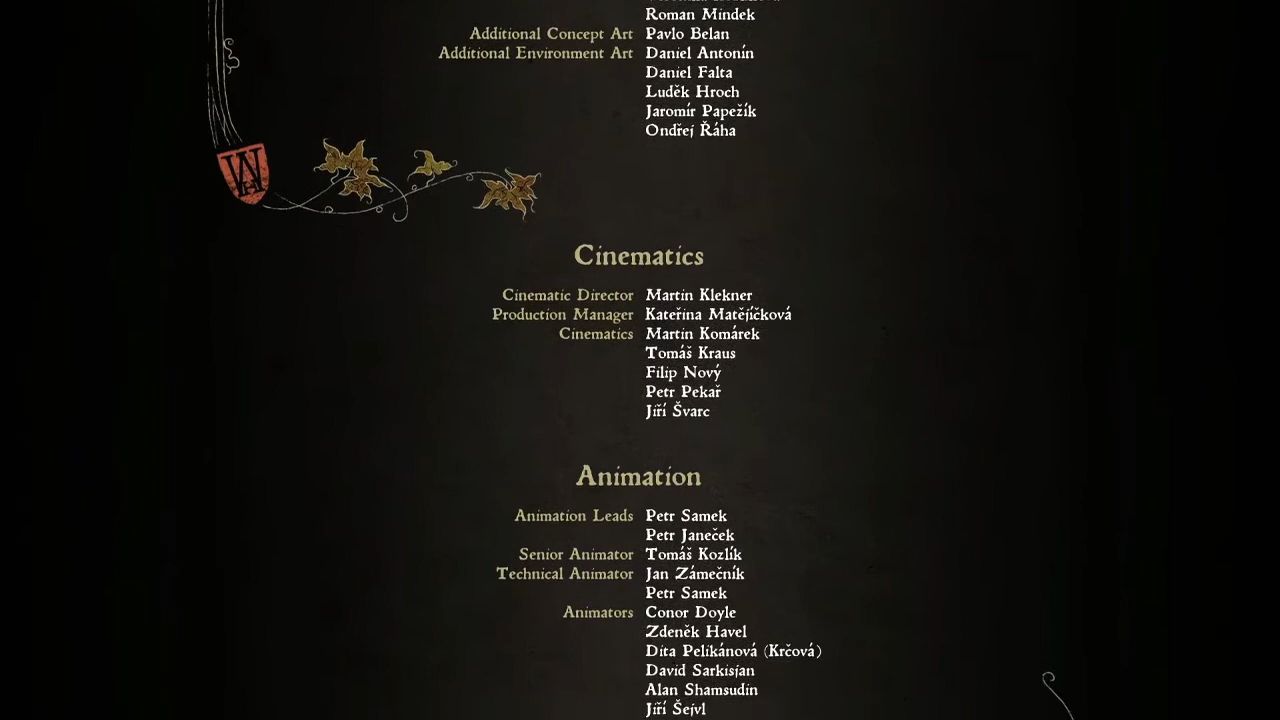 Roman Mindek
Additional Concept Art Pavlo Belan
Additional Environment Art Daniel Antonín
Daniel Falta
Luděk Hroch
Jaromír Papežík
Ondřej Řáha
Cinematics
Cinematic Director Martin Klekner
Production Manager Kateřina Matějíčková
Cinematics Martin Komárek
Tomáš Kraus
Filip Nový
Petr Pekař
Jiří Švarc
Animation
Animation Leads Petr Samek
Petr Janeček
Senior Animator Tomáš Kozlík
Technical Animator Jan Zámečník
Petr Samek
Animators Conor Doyle
Zdeněk Havel
Dita Pelikánová (Krčová)
David Sarkisjan
Alan Shamsudin
Jiří Šejvl